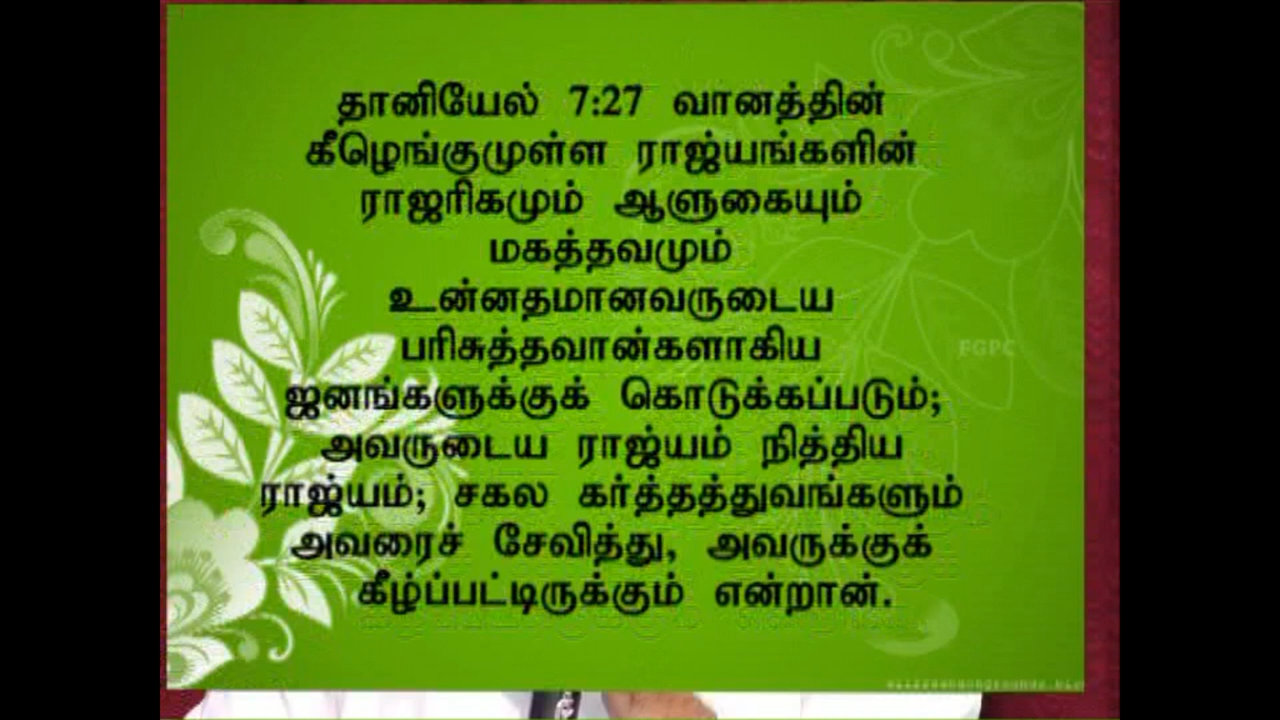 தானியேல் 7:27 வானத்தின்
கீழெங்குமுள்ள ராஜ்யங்களின்
ராஜரிகமும் ஆளுகையும்
மகத்தவமும்
உன்னதமானவருடைய
பரிசுத்தவான்களாகிய
ஜனங்களுக்குக் கொடுக்கப்படும்;
அவருடைய ராஜ்யம் நித்திய
ராஜ்யம்; சகல கர்த்தத்துவங்களும்
அவரைச் சேவித்து, அவருக்குக்
கீழ்ப்பட்டிருக்கும் என்றான்.
FGPC